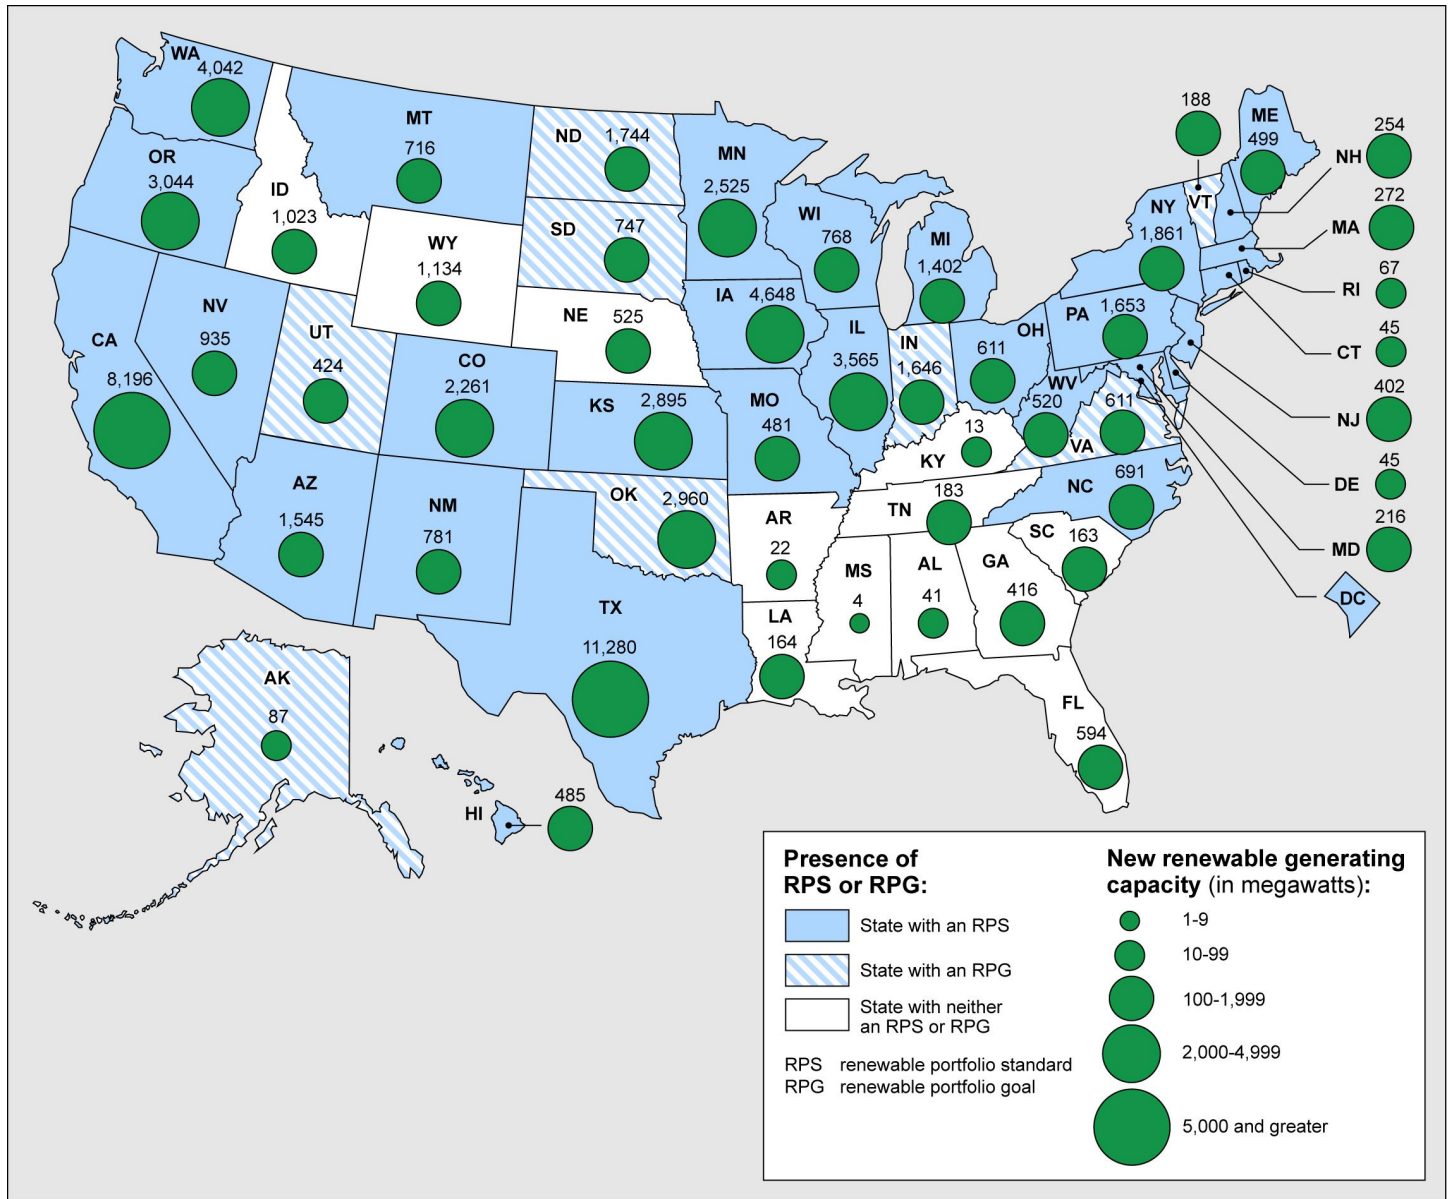 WA
4,042
MT
716
ND
1,744
MN
2,525
188
ME
499
NH
254
OR
3,044
ID
1,023
SD
747
WI
768
MI
1,402
NY
1,861
VT
MA
272
WY
1,134
RI
67
NV
935
UT
424
NE
525
IA
4,648
IL
3,565
IN
1,646
OH
611
PA
1,653
CT
45
CA
8,196
CO
2,261
KS
2,895
MO
481
WV
520
VA
611
NJ
402
KY
13
DE
45
AZ
1,545
NM
781
OK
2,960
AR
22
TN
183
NC
691
SC
163
MD
216
MS
4
AL
41
GA
416
DC
TX
11,280
LA
164
AK
87
FL
594
HI
485
Presence of
RPS or RPG:
State with an RPS
State with an RPG
State with neither
an RPS or RPG
RPS renewable portfolio standard
RPG renewable portfolio goal
New renewable generating
capacity (in megawatts):
1-9
10-99
100-1,999
2,000-4,999
5,000 and greater